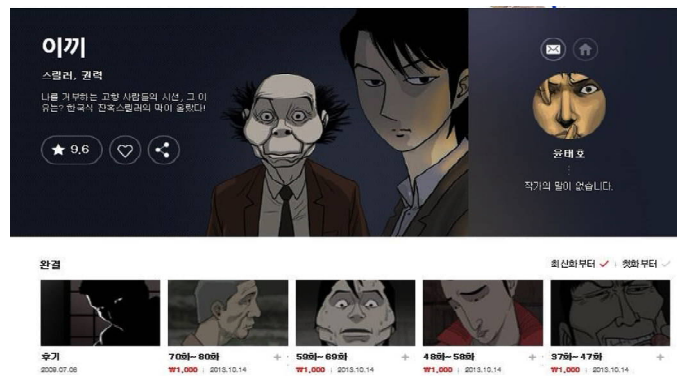 이끼
스릴러, 권력
나를 거부하는 고향 사람들의 시선, 그 이
유는? 한국식 잔혹스릴러의 막이 올랐다!
9.6
윤태호
작가의 말이 없습니다.
완결
최신화부터 첫화부터
후기
2009.07.06
70화~80화
₩1,000 | 2013.10.14
59화~69화
₩1,000 | 2013.10.14
48화~58화
₩1,000 | 2013.10.14
37화~47화
₩1,000 | 2013.10.14